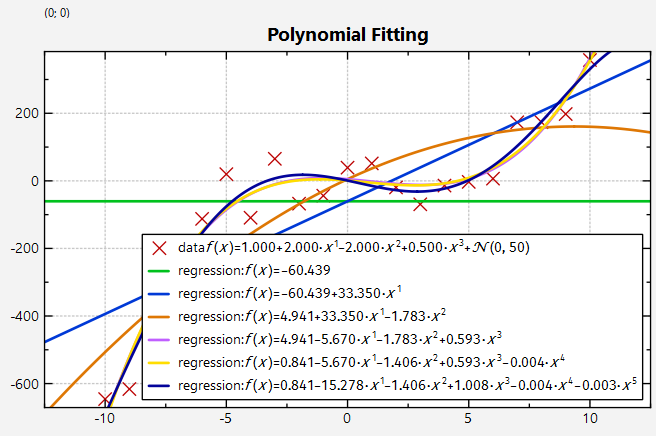 (0; 0)
Polynomial Fitting
200
0
-200
-400
-600
data f(x)=1.000+2.000·x¹−2.000·x²+0.500·x³+𝒩(0, 50)
regression: f(x)=−60.439
regression: f(x)=−60.439+33.350·x¹
regression: f(x)=4.941+33.350·x¹−1.783·x²
regression: f(x)=4.941−5.670·x¹−1.783·x²+0.593·x³
regression: f(x)=0.841−5.670·x¹−1.406·x²+0.593·x³−0.004·x⁴
regression: f(x)=0.841−15.278·x¹−1.406·x²+1.008·x³−0.004·x⁴−0.003·x⁵
-10 -5 0 5 10